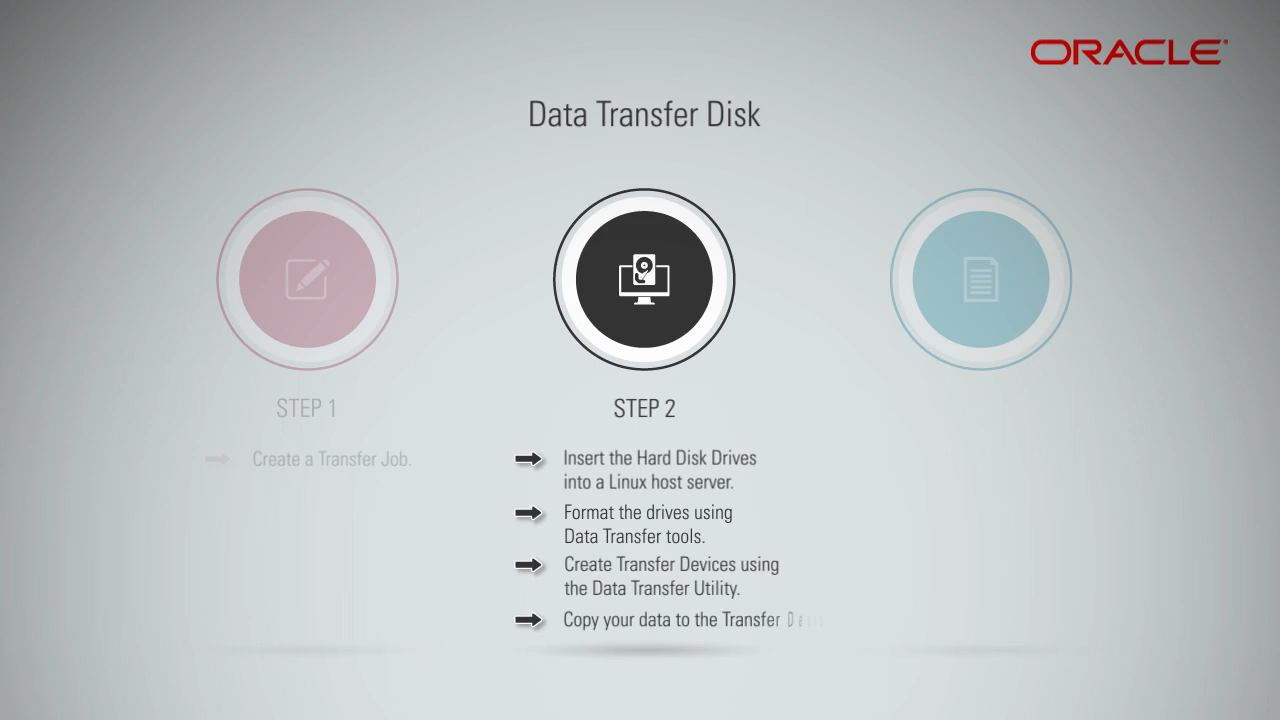 ORACLE
Data Transfer Disk
STEP 1
Create a Transfer Job.
STEP 2
Insert the Hard Disk Drives
into a Linux host server.
Format the drives using
Data Transfer tools.
Create Transfer Devices using
the Data Transfer Utility.
Copy your data to the Transfer